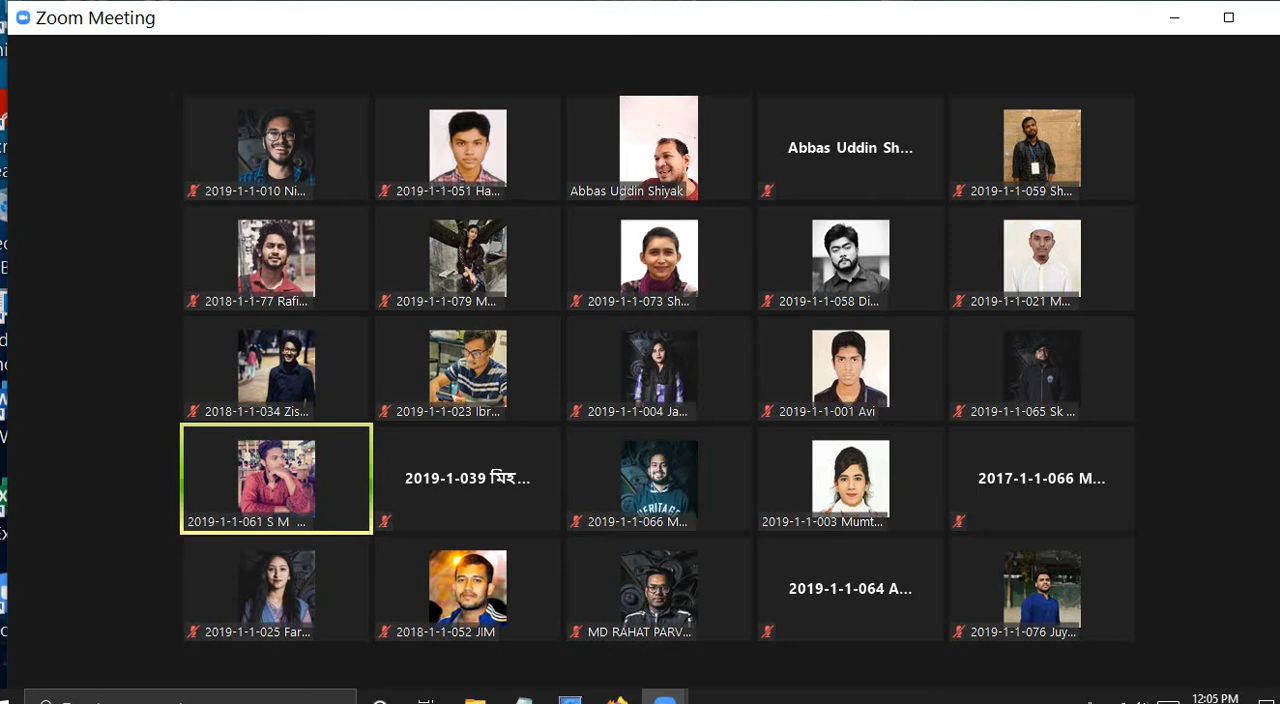 Zoom Meeting
2019-1-1-010 Ni...
2019-1-1-051 Ha...
Abbas Uddin Shiyak
Abbas Uddin Sh...
2019-1-1-059 Sh...
2018-1-1-77 Rafi...
2019-1-1-079 M...
2019-1-1-073 Sh...
2019-1-1-058 Di...
2019-1-1-021 M...
2018-1-1-034 Zis...
2019-1-1-023 Ibr...
2019-1-1-004 Ja...
2019-1-1-001 Avi
2019-1-1-065 Sk ...
2019-1-1-061 S M ...
2019-1-039 মিহ...
2019-1-1-066 M...
2019-1-1-003 Mumt...
2017-1-1-066 M...
2019-1-1-025 Far...
2018-1-1-052 JIM
MD RAHAT PARV...
2019-1-1-064 A...
2019-1-1-076 Juy...
12:05 PM